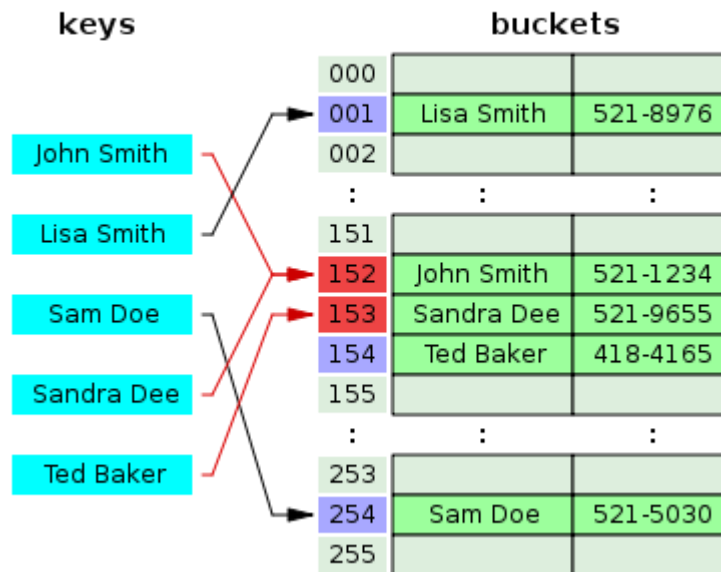 keys
buckets
000
001 Lisa Smith 521-8976
John Smith
002
: : :
Lisa Smith
151
152 John Smith 521-1234
Sam Doe
153 Sandra Dee 521-9655
154 Ted Baker 418-4165
Sandra Dee
155
: : :
Ted Baker
253
254 Sam Doe 521-5030
255